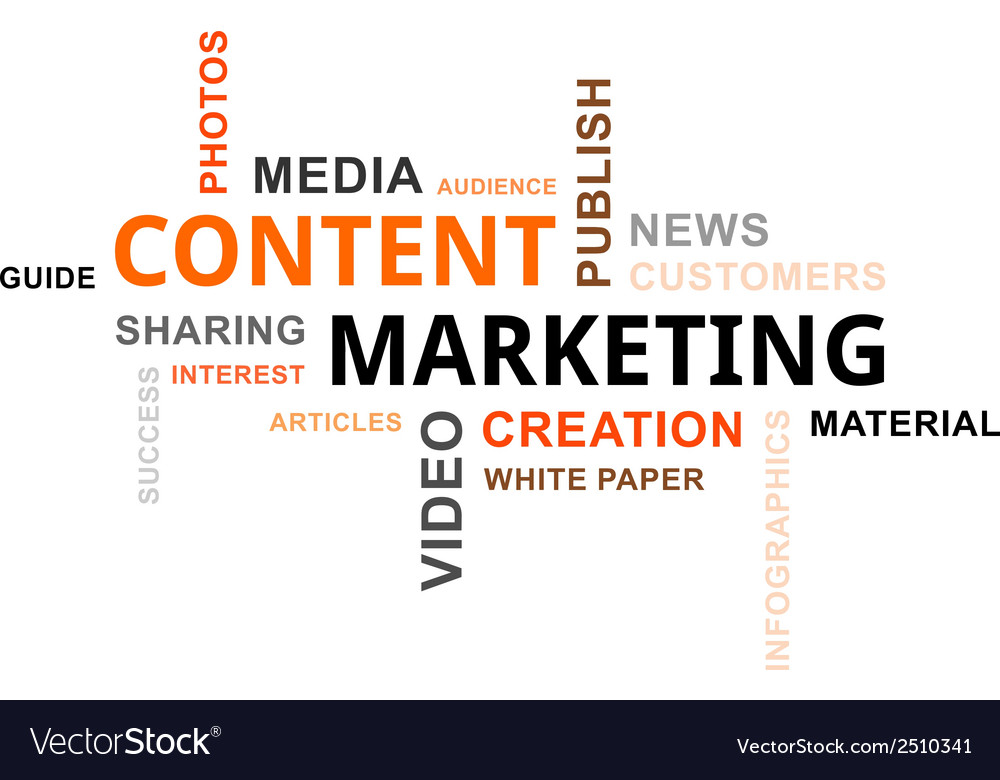 PHOTOS
MEDIA
AUDIENCE
PUBLISH
CONTENT
NEWS
CUSTOMERS
GUIDE
SHARING
MARKETING
INTEREST
SUCCESS
ARTICLES
VIDEO
CREATION
WHITE PAPER
INFOGRAPHICS
MATERIAL
VectorStock®
VectorStock.com/2510341